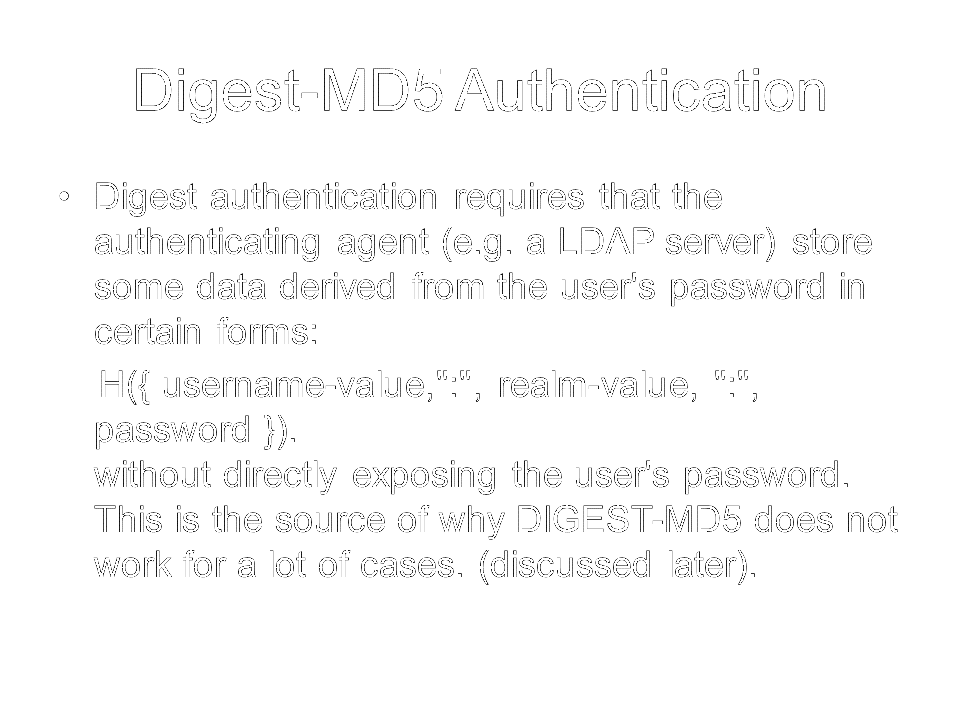 Digest-MD5 Authentication
• Digest authentication requires that the
authenticating agent (e.g. a LDAP server) store
some data derived from the user's password in
certain forms:
H({ username-value,":", realm-value, ":",
password }).
without directly exposing the user's password.
This is the source of why DIGEST-MD5 does not
work for a lot of cases. (discussed later).